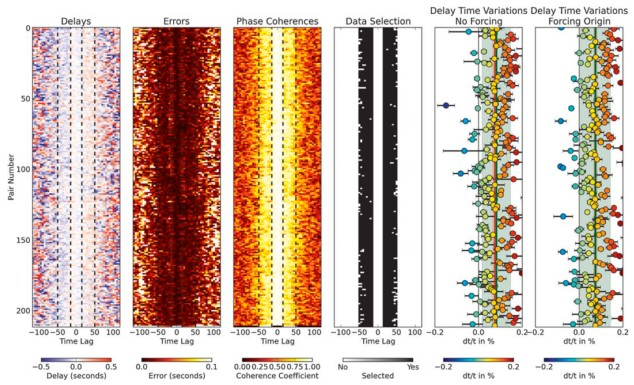 Delays
Errors
Phase Coherences
Data Selection
Delay Time Variations
No Forcing
Delay Time Variations
Forcing Origin
Pair Number
0
50
100
150
200
−100 −50 0 50 100
−100 −50 0 50 100
−100 −50 0 50 100
−100 −50 0 50 100
−0.2 0.0 0.2
−0.2 0.0 0.2
Time Lag
Time Lag
Time Lag
Time Lag
dt/t in %
dt/t in %
−0.5 0.0 0.5
Delay (seconds)
0.0 0.1
Error (seconds)
0.00 0.25 0.50 0.75 1.00
Coherence Coefficient
No Yes
Selected
−0.2 0.0 0.2
dt/t in %
−0.2 0.0 0.2
dt/t in %